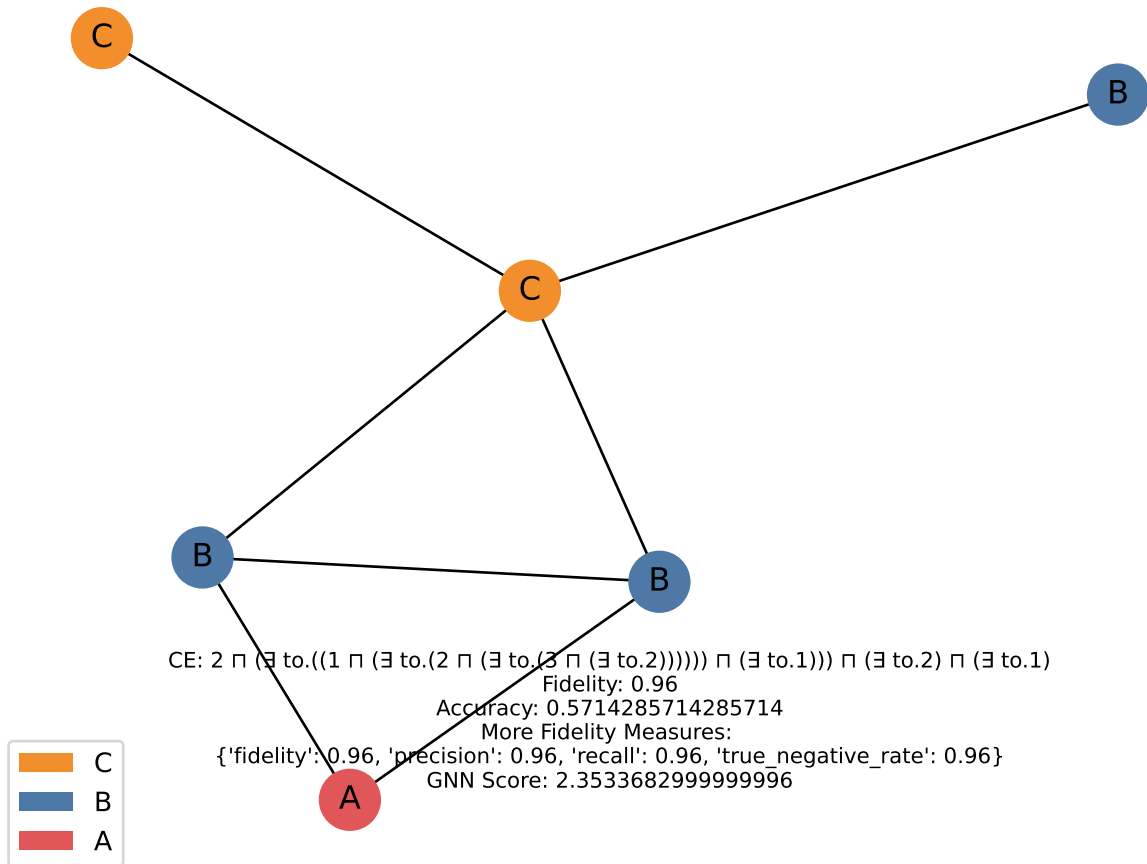 C
B
C
B
B
CE: 2 ⊓ (∃ to.((1 ⊓ (∃ to.(2 ⊓ (∃ to.(3 ⊓ (∃ to.2)))))) ⊓ (∃ to.1))) ⊓ (∃ to.2) ⊓ (∃ to.1)
Fidelity: 0.96
Accuracy: 0.5714285714285714
More Fidelity Measures:
{'fidelity': 0.96, 'precision': 0.96, 'recall': 0.96, 'true_negative_rate': 0.96}
GNN Score: 2.3533682999999996
A
C
B
A